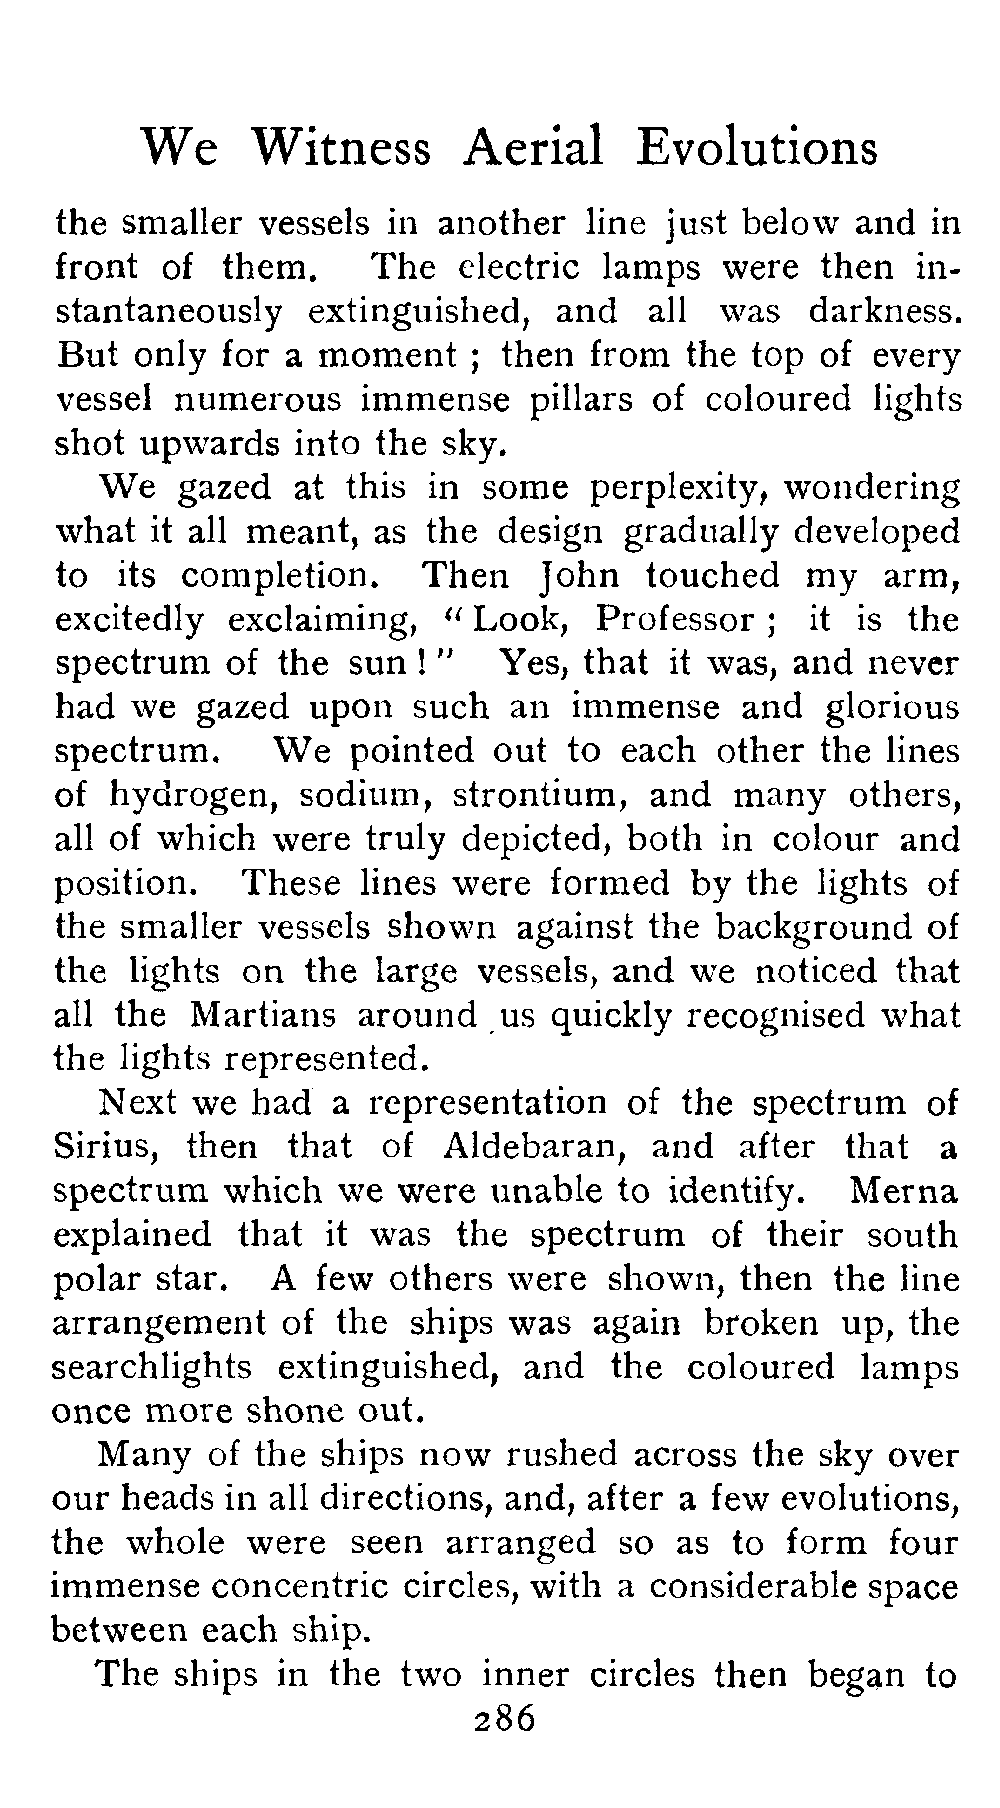 We Witness Aerial Evolutions
the smaller vessels in another line just below and in
front of them. The electric lamps were then in-
stantaneously extinguished, and all was darkness.
But only for a moment ; then from the top of every
vessel numerous immense pillars of coloured lights
shot upwards into the sky.
We gazed at this in some perplexity, wondering
what it all meant, as the design gradually developed
to its completion. Then John touched my arm,
excitedly exclaiming, “ Look, Professor ; it is the
spectrum of the sun ! ” Yes, that it was, and never
had we gazed upon such an immense and glorious
spectrum. We pointed out to each other the lines
of hydrogen, sodium, strontium, and many others,
all of which were truly depicted, both in colour and
position. These lines were formed by the lights of
the smaller vessels shown against the background of
the lights on the large vessels, and we noticed that
all the Martians around us quickly recognised what
the lights represented.
Next we had a representation of the spectrum of
Sirius, then that of Aldebaran, and after that a
spectrum which we were unable to identify. Merna
explained that it was the spectrum of their south
polar star. A few others were shown, then the line
arrangement of the ships was again broken up, the
searchlights extinguished, and the coloured lamps
once more shone out.
Many of the ships now rushed across the sky over
our heads in all directions, and, after a few evolutions,
the whole were seen arranged so as to form four
immense concentric circles, with a considerable space
between each ship.
The ships in the two inner circles then began to
286